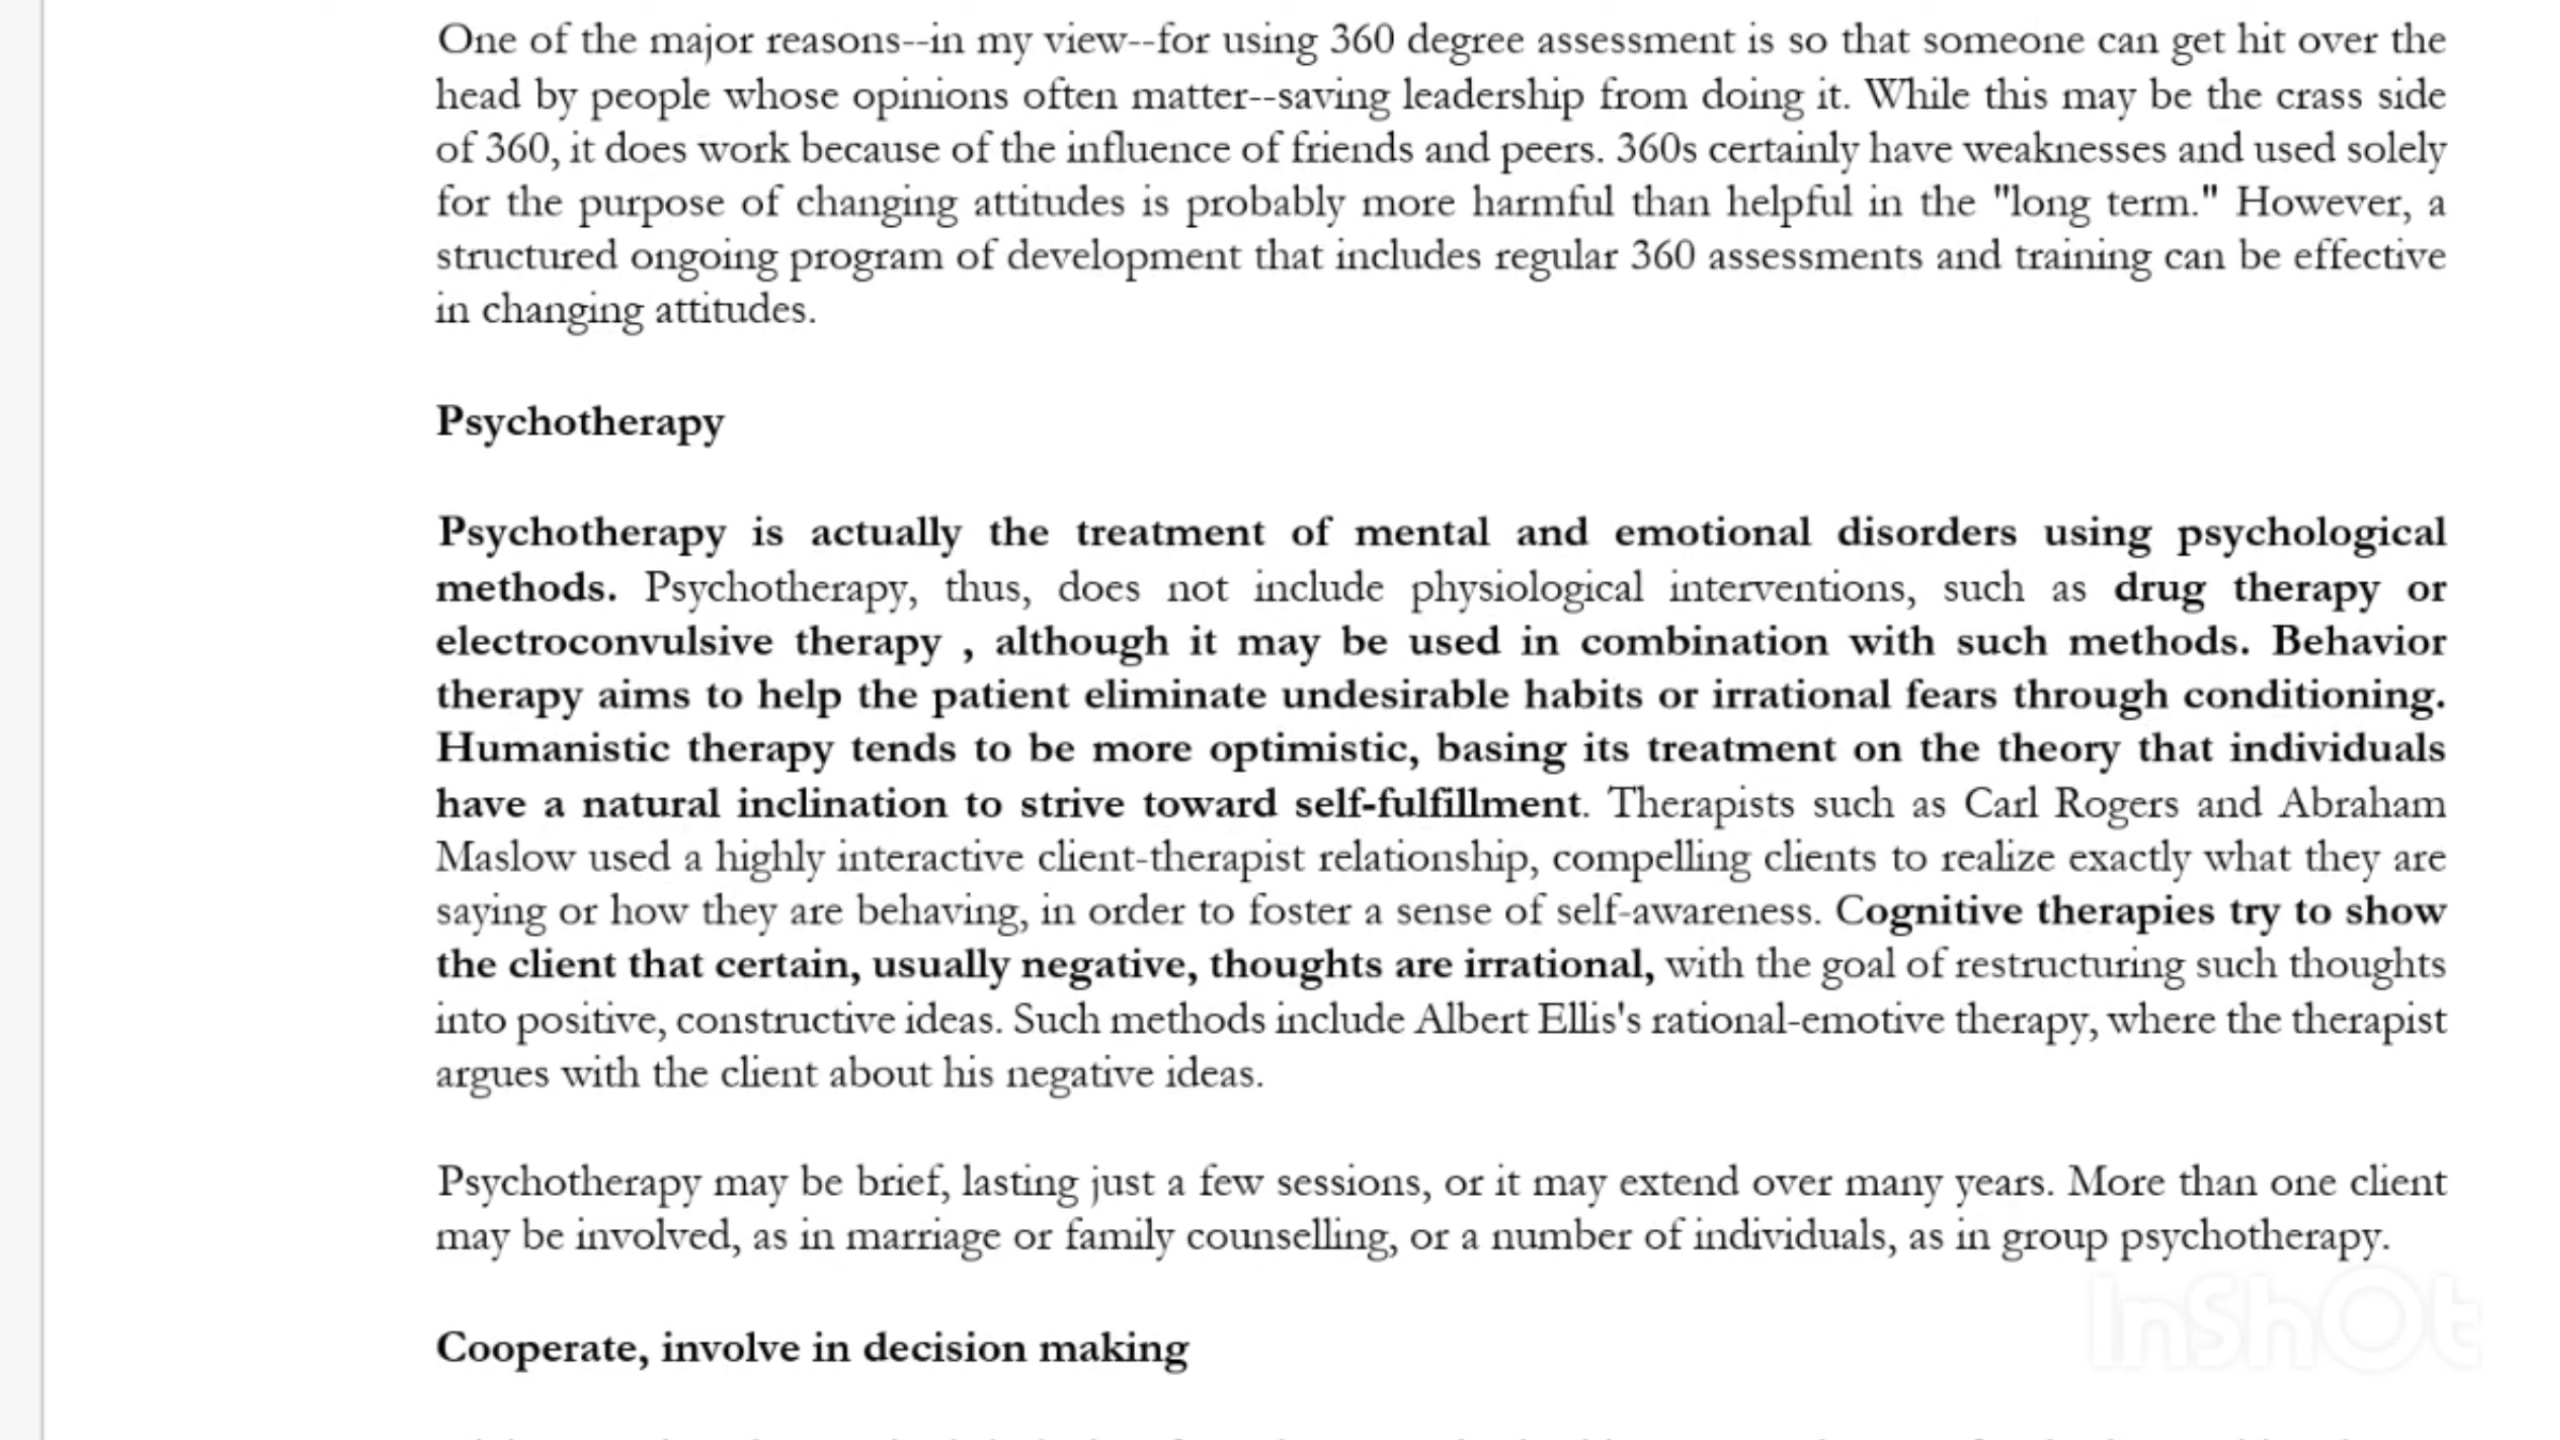 One of the major reasons--in my view--for using 360 degree assessment is so that someone can get hit over the
head by people whose opinions often matter--saving leadership from doing it. While this may be the crass side
of 360, it does work because of the influence of friends and peers. 360s certainly have weaknesses and used solely
for the purpose of changing attitudes is probably more harmful than helpful in the "long term." However, a
structured ongoing program of development that includes regular 360 assessments and training can be effective
in changing attitudes.
Psychotherapy
Psychotherapy is actually the treatment of mental and emotional disorders using psychological
methods. Psychotherapy, thus, does not include physiological interventions, such as drug therapy or
electroconvulsive therapy , although it may be used in combination with such methods. Behavior
therapy aims to help the patient eliminate undesirable habits or irrational fears through conditioning.
Humanistic therapy tends to be more optimistic, basing its treatment on the theory that individuals
have a natural inclination to strive toward self-fulfillment. Therapists such as Carl Rogers and Abraham
Maslow used a highly interactive client-therapist relationship, compelling clients to realize exactly what they are
saying or how they are behaving, in order to foster a sense of self-awareness. Cognitive therapies try to show
the client that certain, usually negative, thoughts are irrational, with the goal of restructuring such thoughts
into positive, constructive ideas. Such methods include Albert Ellis's rational-emotive therapy, where the therapist
argues with the client about his negative ideas.
Psychotherapy may be brief, lasting just a few sessions, or it may extend over many years. More than one client
may be involved, as in marriage or family counselling, or a number of individuals, as in group psychotherapy.
InShOt
Cooperate, involve in decision making